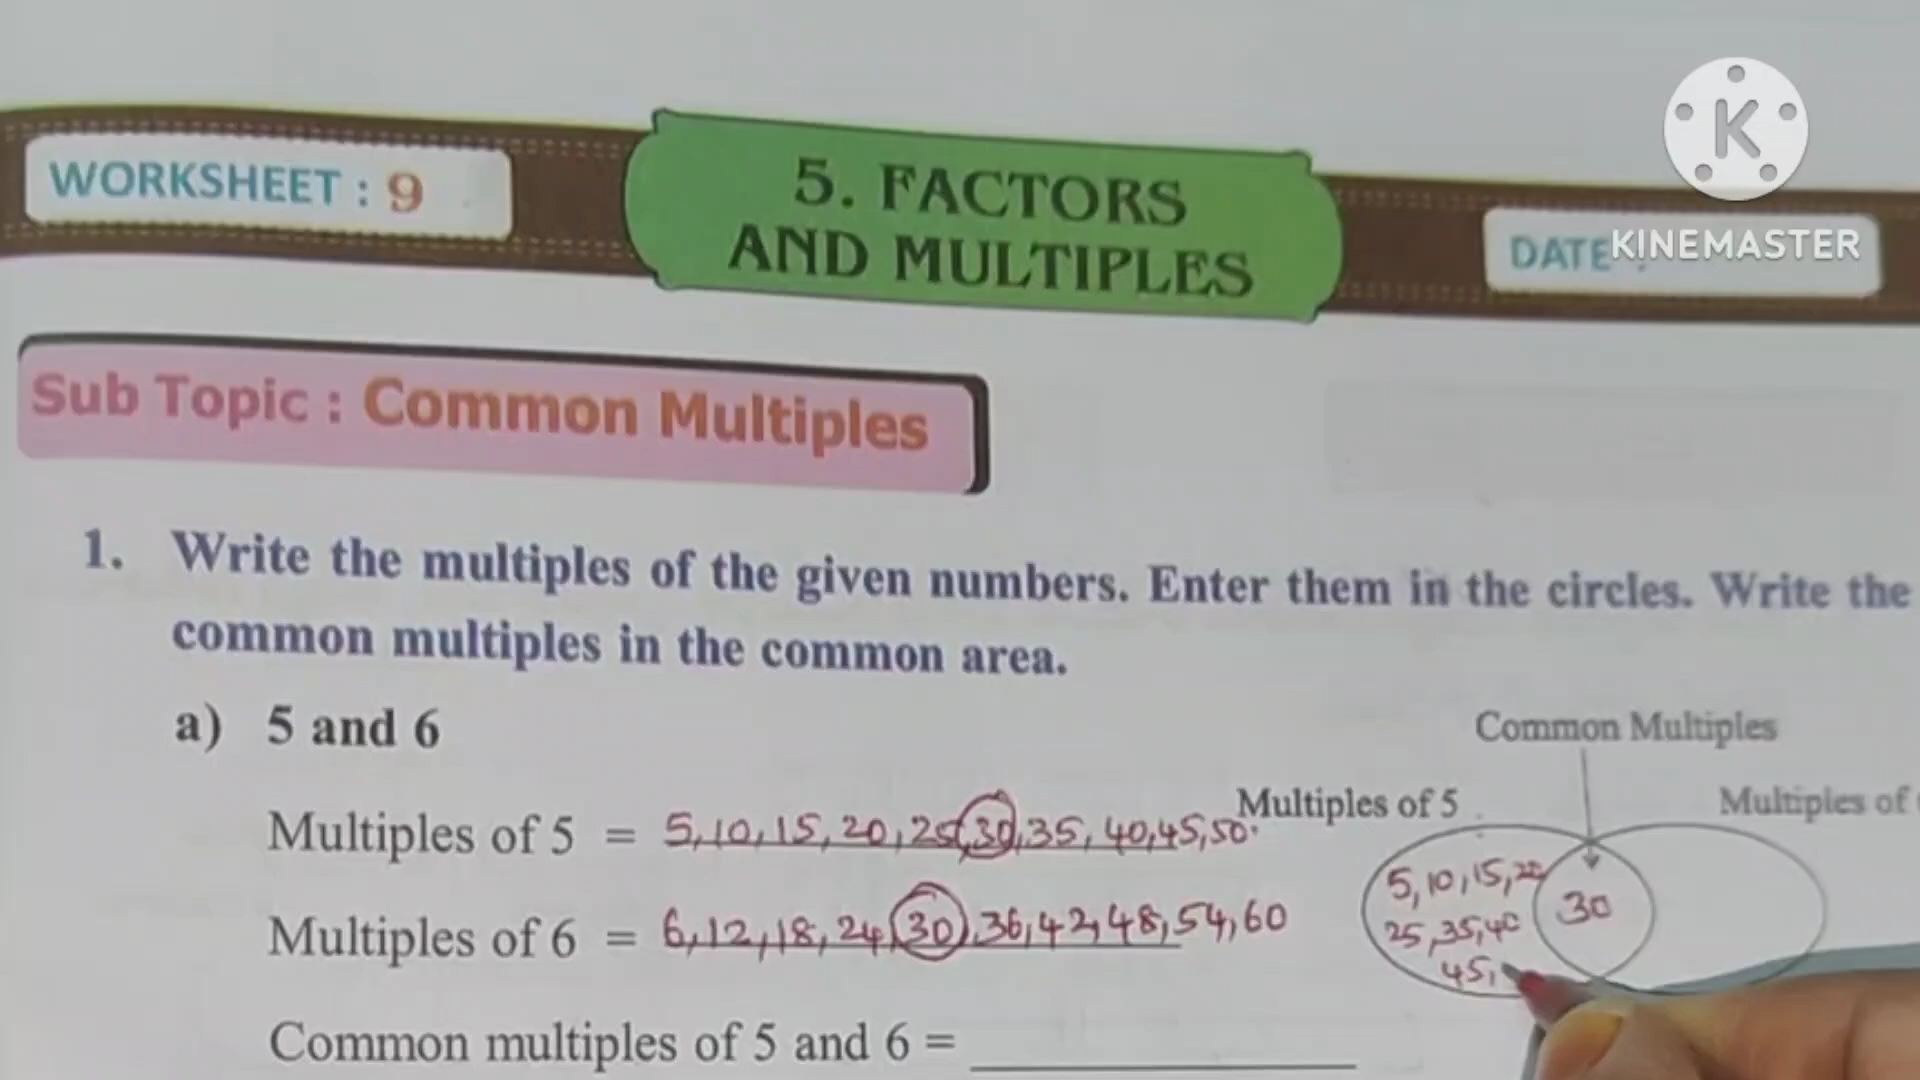 K
KINEMASTER
WORKSHEET : 9
5. FACTORS
AND MULTIPLES
DATE :
Sub Topic : Common Multiples
1. Write the multiples of the given numbers. Enter them in the circles. Write the
common multiples in the common area.
a) 5 and 6
Common Multiples
Multiples of 5
Multiples of
Multiples of 5 = 5,10,15,20,25,30,35,40,45,50.
5,10,15,20
30
25,35,40
45,
Multiples of 6 = 6,12,18,24,30,36,42,48,54,60
Common multiples of 5 and 6 =